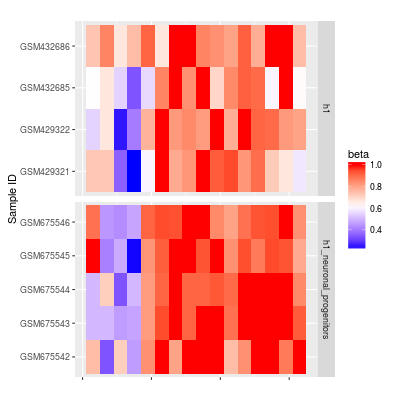 Sample ID
GSM432686
GSM432685
GSM429322
GSM429321
h1
GSM675546
GSM675545
GSM675544
GSM675543
GSM675542
h1_neuronal_progenitors
beta
1.0
0.8
0.6
0.4